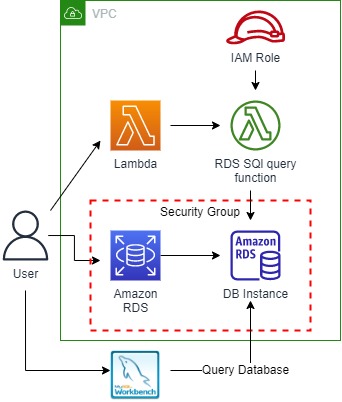 VPC
IAM Role
Lambda
RDS SQl query
function
Security Group
User
Amazon
RDS
Amazon
RDS
DB Instance
MySQL
Workbench
Query Database